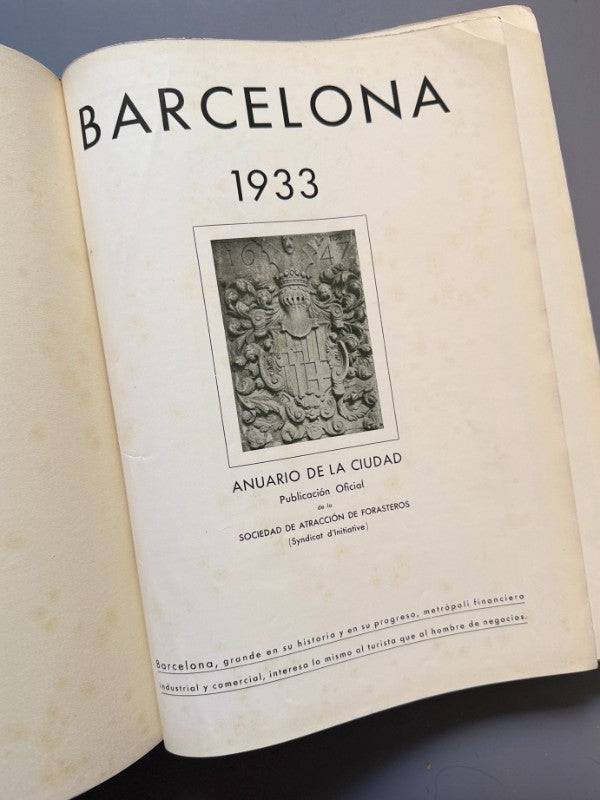 BARCELONA
1933
1647
ANUARIO DE LA CIUDAD
Publicación Oficial
de la
SOCIEDAD DE ATRACCIÓN DE FORASTEROS
(Syndicat d'Initiative)
Barcelona, grande en su historia y en su progreso, metrópoli financiera
industrial y comercial, interesa lo mismo al turista que al hombre de negocios.